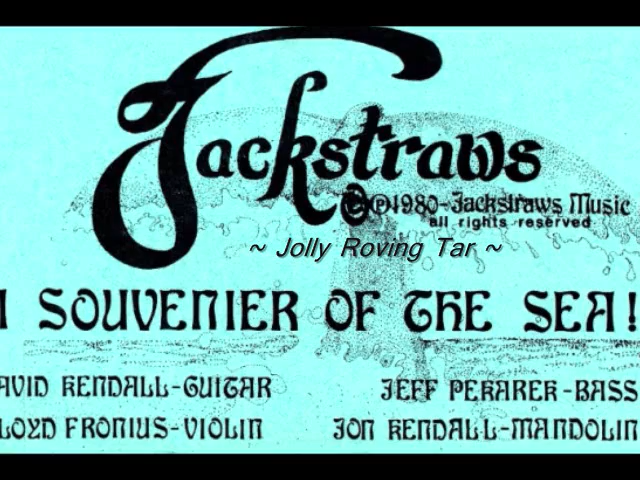 Jackstraws
©℗1980-Jackstraws Music
all rights reserved
~ Jolly Roving Tar ~
A SOUVENIER OF THE SEA!
AVID KENDALL-GUITAR
JEFF PEKAREK-BASS
LOYD FRONIUS-VIOLIN
JON KENDALL-MANDOLIN